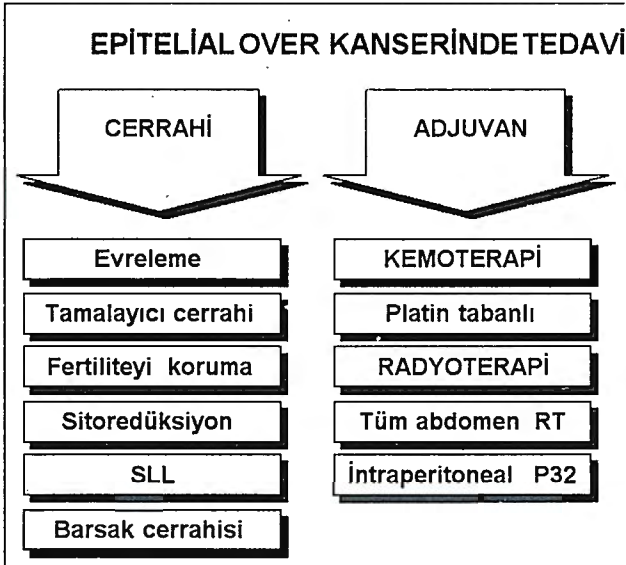 EPİTELİAL OVER KANSERİNDE TEDAVİ
CERRAHİ
Evreleme
Tamalayıcı cerrahi
Fertiliteyi koruma
Sitoredüksiyon
SLL
Barsak cerrahisi
ADJUVAN
KEMOTERAPİ
Platin tabanlı
RADYOTERAPİ
Tüm abdomen RT
İntraperitoneal P32